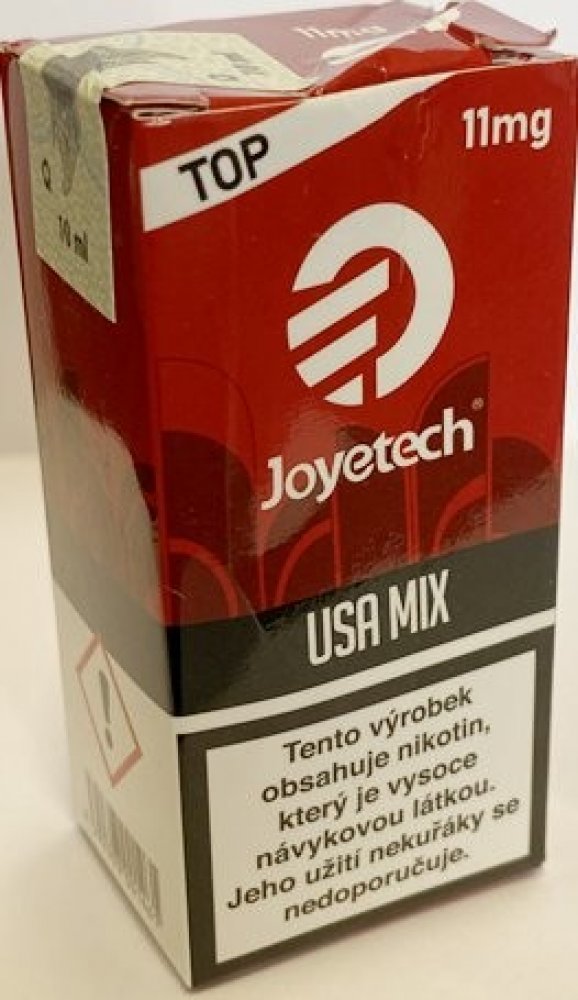 11mg
Q
10 ml
TOP
11mg
Joyetech®
USA MIX
Tento výrobek
obsahuje nikotin,
který je vysoce
návykovou látkou.
Jeho užití nekuřáky se
nedoporučuje.